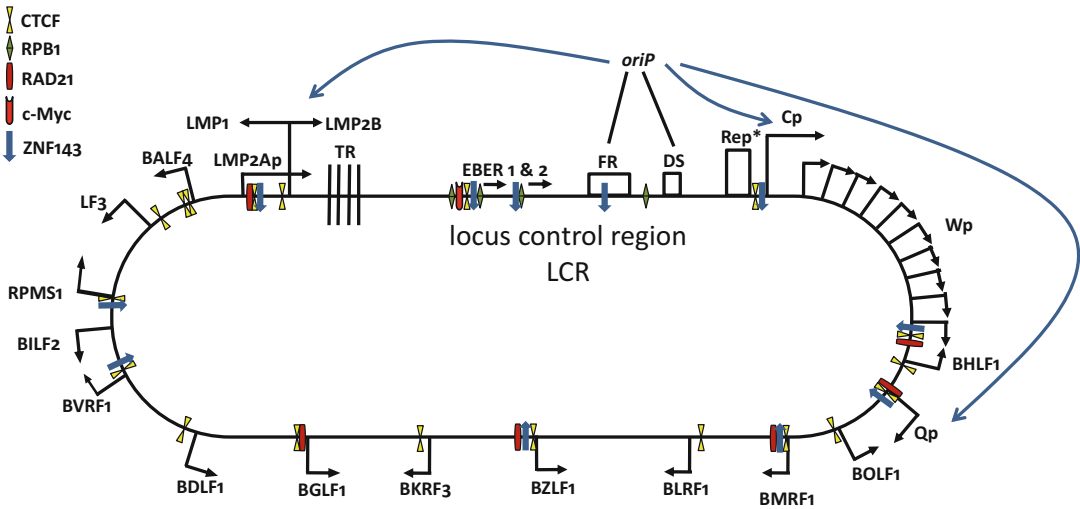 CTCF
RPB1
RAD21
c-Myc
ZNF143
oriP
Cp
LMP1
LMP2B
Rep*
TR
BALF4
LMP2Ap
EBER 1 & 2
FR
DS
LF3
Wp
locus control region
LCR
RPMS1
BILF2
BHLF1
BVRF1
Qp
BOLF1
BDLF1
BGLF1
BKRF3
BZLF1
BLRF1
BMRF1